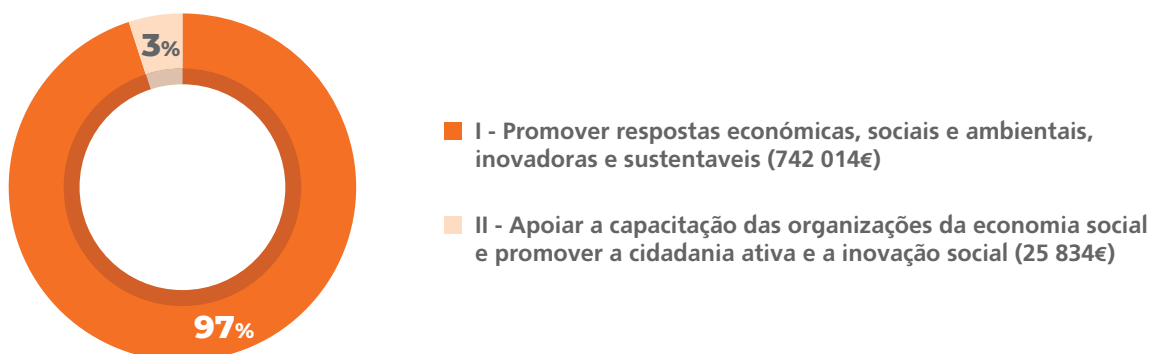 3%
I - Promover respostas económicas, sociais e ambientais,
inovadoras e sustentaveis (742 014€)
II - Apoiar a capacitação das organizações da economia social
e promover a cidadania ativa e a inovação social (25 834€)
97%